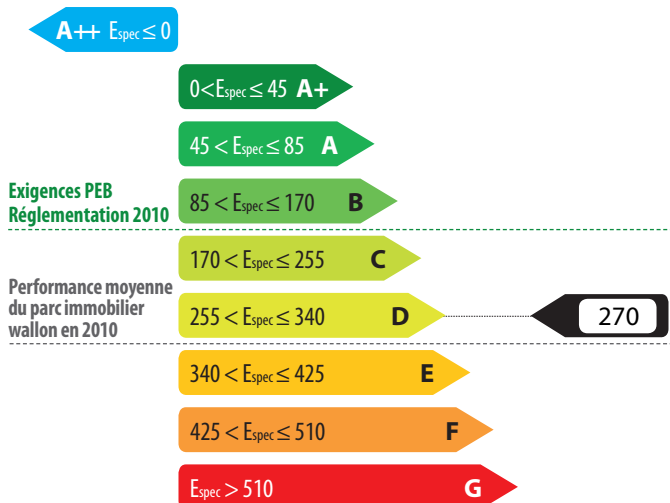 A++ Espec ≤ 0
0 < Espec ≤ 45 A+
45 < Espec ≤ 85 A
Exigences PEB
Réglementation 2010
85 < Espec ≤ 170 B
170 < Espec ≤ 255 C
Performance moyenne
du parc immobilier
wallon en 2010
255 < Espec ≤ 340 D
270
340 < Espec ≤ 425 E
425 < Espec ≤ 510 F
Espec > 510 G